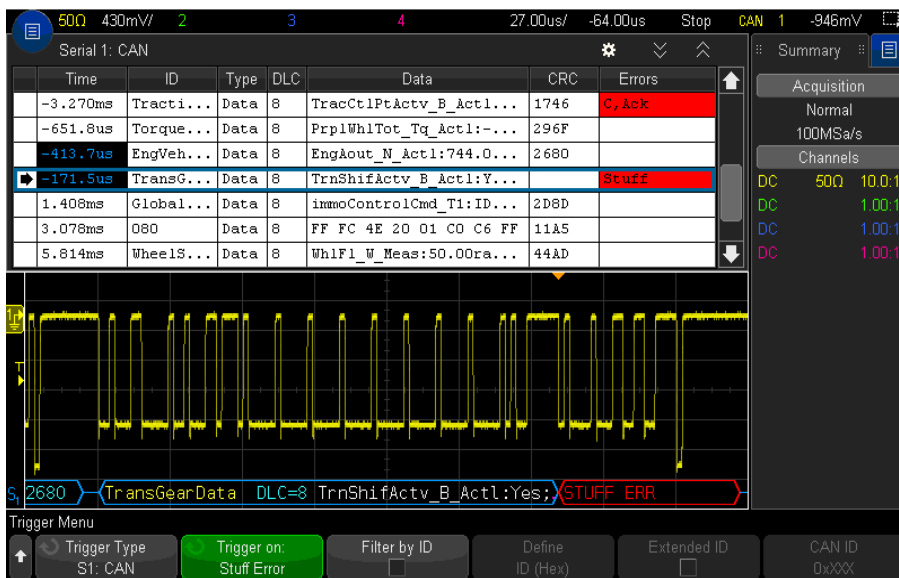 50Ω 430mV/ 2 3 4 27.00us/ -64.00us Stop CAN 1 -946mV
Serial 1: CAN
Summary
Time ID Type DLC Data CRC Errors
-3.270ms Tracti... Data 8 TracCtlPtActv_B_Actl... 1746 C,Ack
-651.8us Torque... Data 8 PrplWhlTot_Tq_Actl:-... 296F
-413.7us EngVeh... Data 8 EngAout_N_Actl:744.0... 2680
-171.5us TransG... Data 8 TrnShifActv_B_Actl:Y... Stuff
1.408ms Global... Data 8 immoControlCmd_T1:ID... 2D8D
3.078ms 080 Data 8 FF FC 4E 20 01 C0 C6 FF 11A5
5.814ms WheelS... Data 8 WhlFl_W_Meas:50.00ra... 44AD
Acquisition
Normal
100MSa/s
Channels
DC 50Ω 10.0:1
DC 1.00:1
DC 1.00:1
DC 1.00:1
1
T
S1 2680 TransGearData DLC=8 TrnShifActv_B_Actl:Yes; STUFF ERR
Trigger Menu
Trigger Type
S1: CAN
Trigger on:
Stuff Error
Filter by ID
Define
ID (Hex)
Extended ID
CAN ID
0xXXX